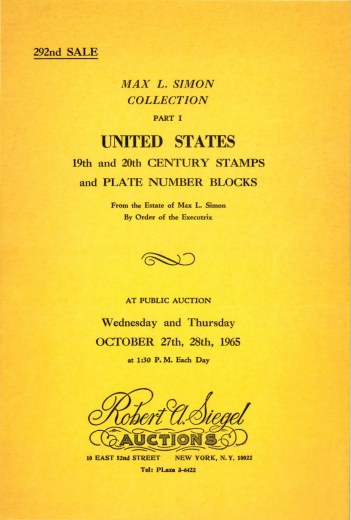 292nd SALE
MAX L. SIMON
COLLECTION
PART I
UNITED STATES
19th and 20th CENTURY STAMPS
and PLATE NUMBER BLOCKS
From the Estate of Max L. Simon
By Order of the Executrix
AT PUBLIC AUCTION
Wednesday and Thursday
OCTOBER 27th, 28th, 1965
at 1:30 P. M. Each Day
Robert A. Siegel
AUCTIONS
10 EAST 52nd STREET NEW YORK, N. Y. 10022
Tel: PLaza 3-6422